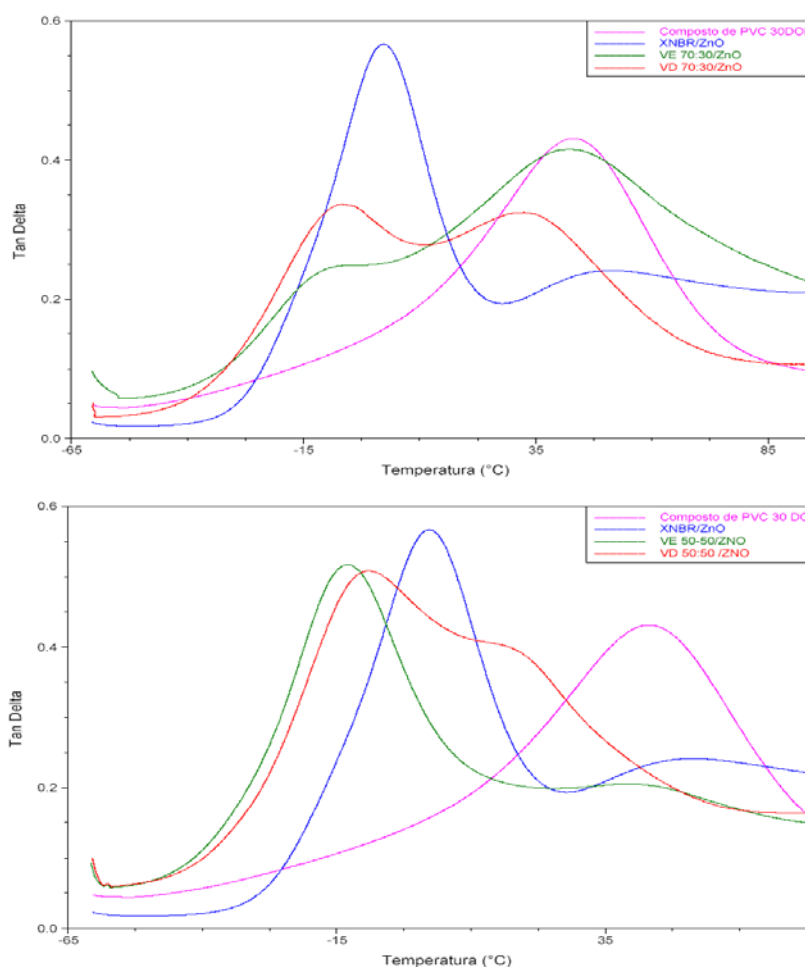 0.6
0.4
0.2
0.0
Tan Delta
-65
-15
35
85
Temperatura (°C)
Composto de PVC 30DO
XNBR/ZnO
VE 70:30/ZnO
VD 70:30/ZnO
0.6
0.4
0.2
0.0
Tan Delta
-65
-15
35
Temperatura (°C)
Composto de PVC 30 DO
XNBR/ZnO
VE 50-50/ZNO
VD 50:50 /ZNO